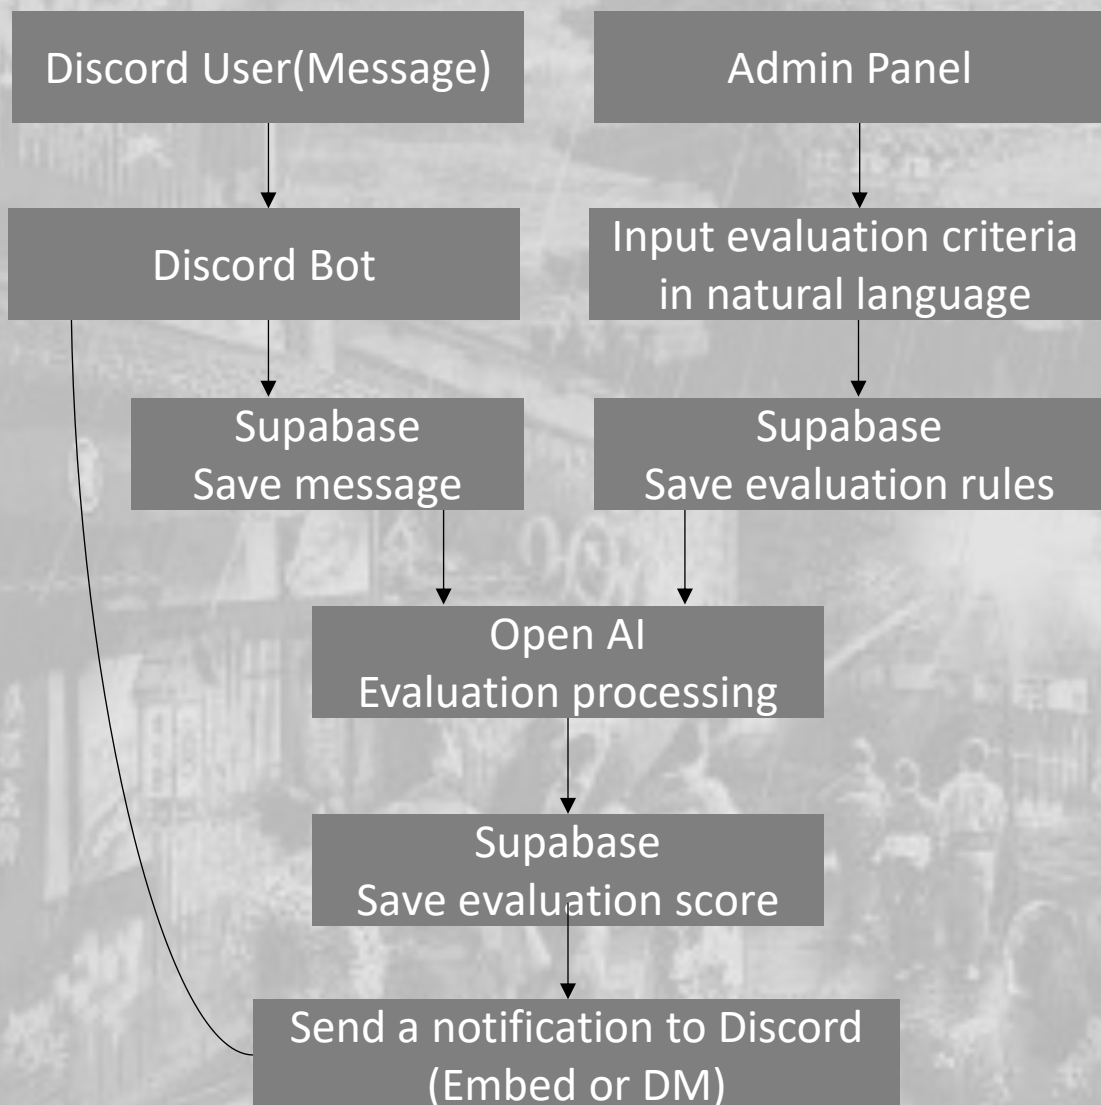 Discord User(Message)
Admin Panel
Discord Bot
Input evaluation criteria
in natural language
Supabase
Save message
Supabase
Save evaluation rules
Open AI
Evaluation processing
Supabase
Save evaluation score
Send a notification to Discord
(Embed or DM)